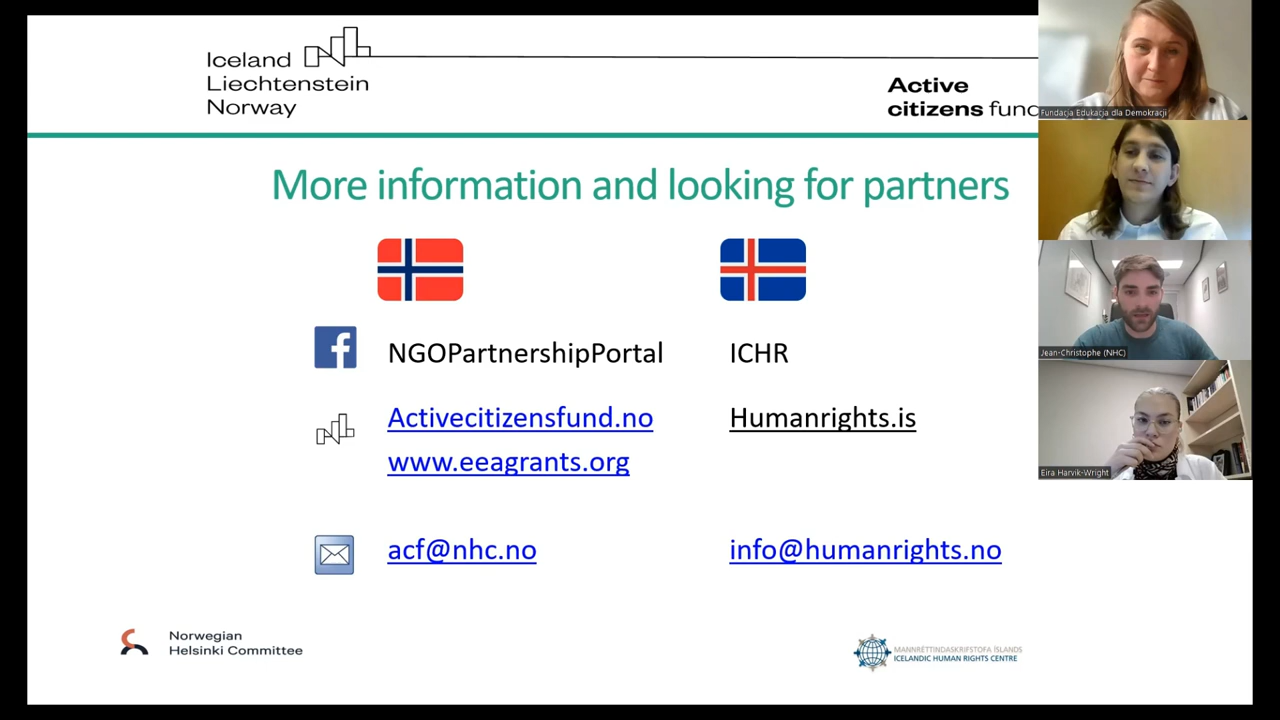 Iceland
Liechtenstein
Norway
Active
citizens fund
Fundacja Edukacja dla Demokracji
More information and looking for partners
NGOPartnershipPortal
ICHR
Jean-Christophe (NHC)
Activecitizensfund.no
Humanrights.is
www.eeagrants.org
Eira Harvik-Wright
acf@nhc.no
info@humanrights.no
Norwegian
Helsinki Committee
MANNRÉTTINDASKRIFSTOFA ÍSLANDS
ICELANDIC HUMAN RIGHTS CENTRE